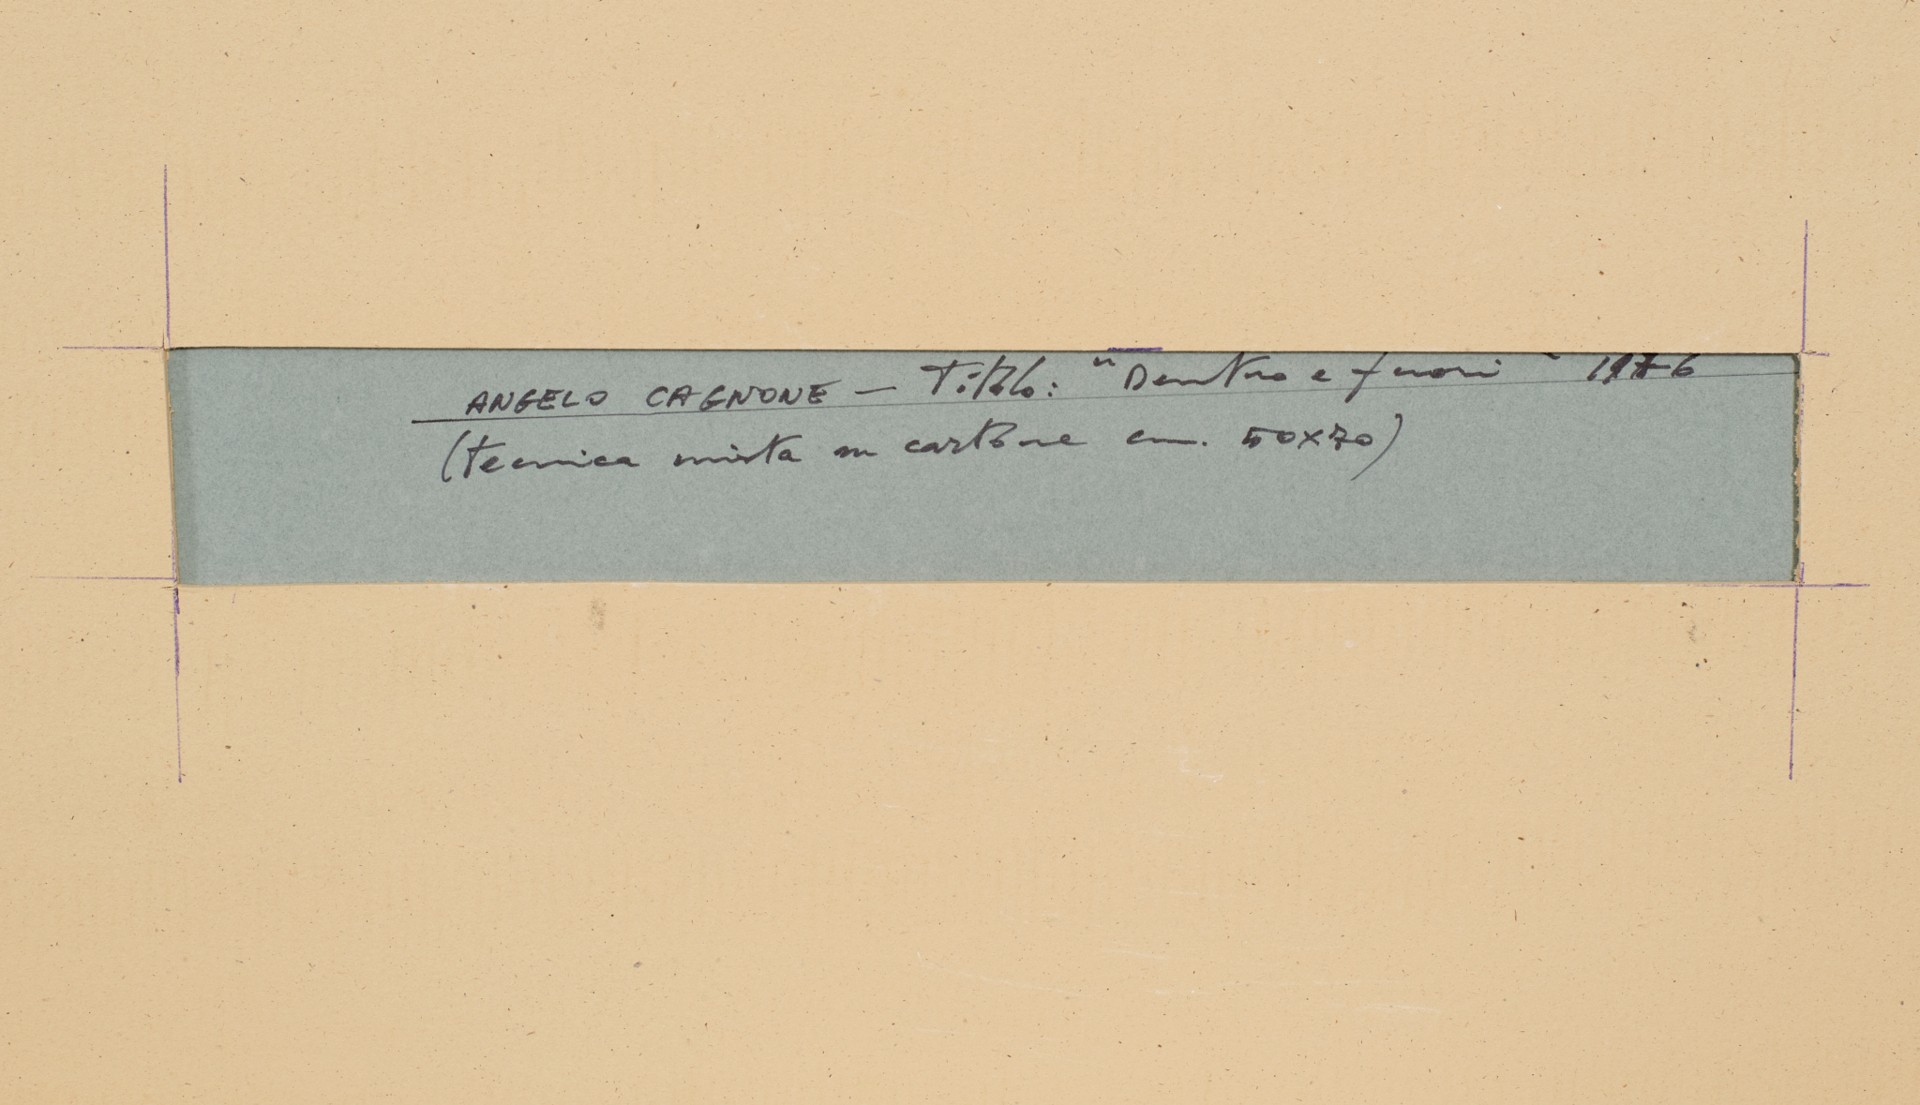 ANGELO CAGNONE — Titolo: "Dentro e fuori" 1976
(tecnica mista su cartone cm. 50x70)